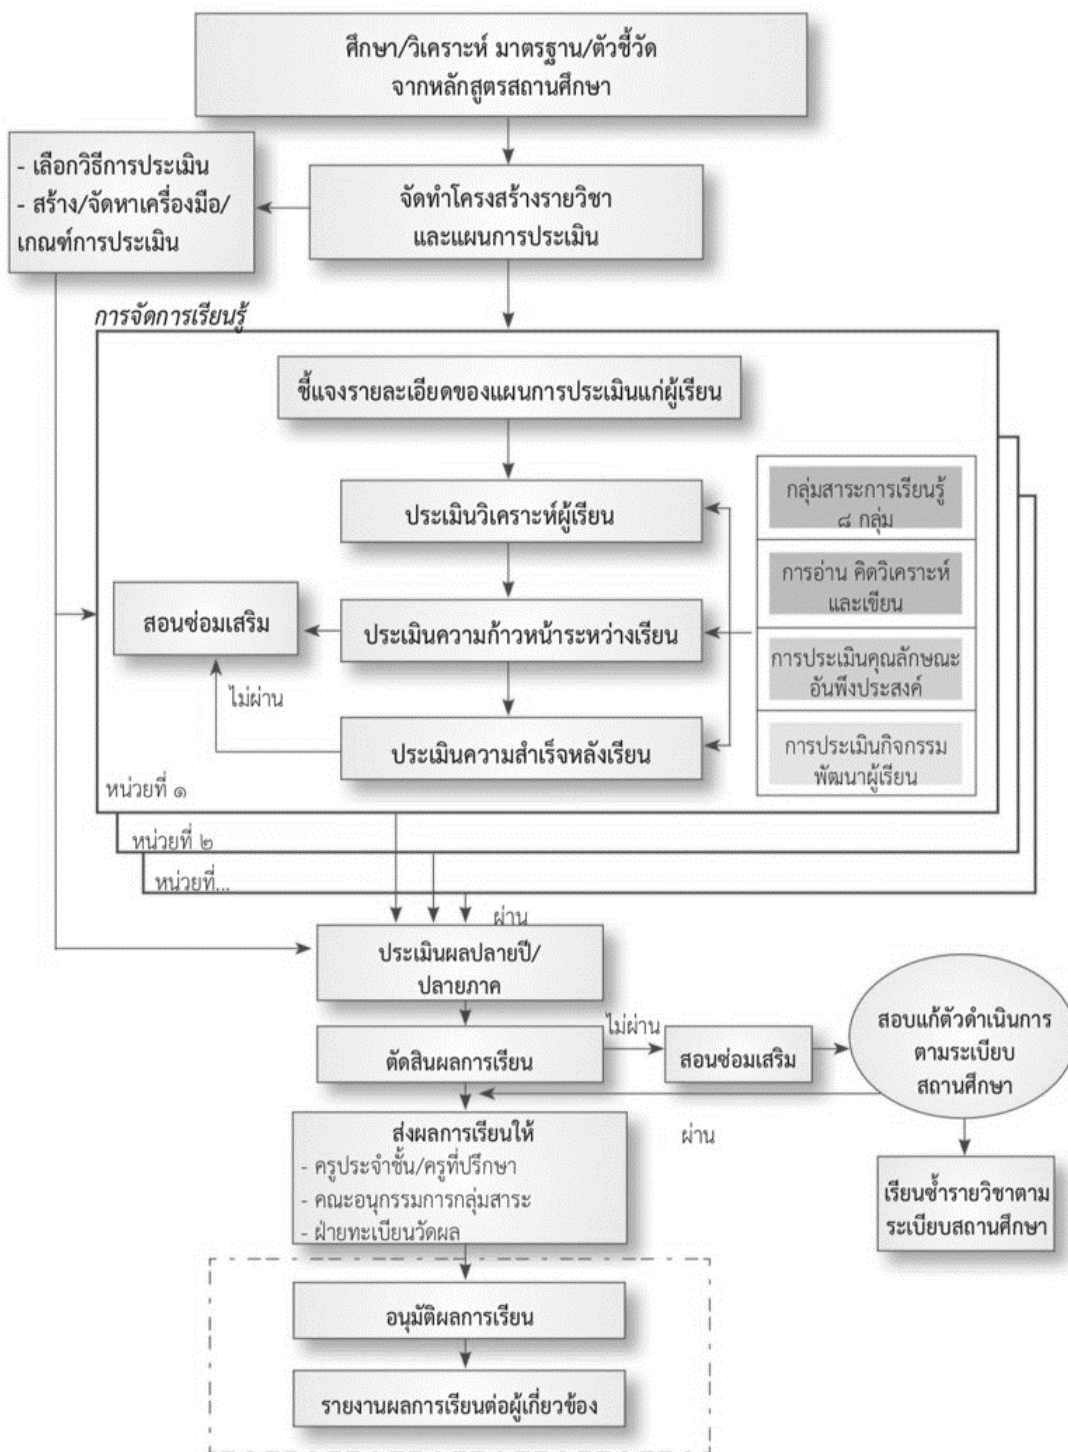 ศึกษา/วิเคราะห์ มาตรฐาน/ตัวชี้วัด
จากหลักสูตรสถานศึกษา
- เลือกวิธีการประเมิน
- สร้าง/จัดหาเครื่องมือ/
เกณฑ์การประเมิน
จัดทำโครงสร้างรายวิชา
และแผนการประเมิน
การจัดการเรียนรู้
ชี้แจงรายละเอียดของแผนการประเมินแก่ผู้เรียน
ประเมินวิเคราะห์ผู้เรียน
กลุ่มสาระการเรียนรู้
๘ กลุ่ม
การอ่าน คิดวิเคราะห์
และเขียน
สอนซ่อมเสริม
ประเมินความก้าวหน้าระหว่างเรียน
การประเมินคุณลักษณะ
อันพึงประสงค์
ไม่ผ่าน
ประเมินความสำเร็จหลังเรียน
การประเมินกิจกรรม
พัฒนาผู้เรียน
หน่วยที่ ๑
หน่วยที่ ๒
หน่วยที่...
ผ่าน
ประเมินผลปลายปี/
ปลายภาค
ไม่ผ่าน
ตัดสินผลการเรียน
สอนซ่อมเสริม
สอบแก้ตัวดำเนินการ
ตามระเบียบ
สถานศึกษา
ผ่าน
ส่งผลการเรียนให้
- ครูประจำชั้น/ครูที่ปรึกษา
- คณะอนุกรรมการกลุ่มสาระ
- ฝ่ายทะเบียนวัดผล
เรียนซ้ำรายวิชาตาม
ระเบียบสถานศึกษา
อนุมัติผลการเรียน
รายงานผลการเรียนต่อผู้เกี่ยวข้อง